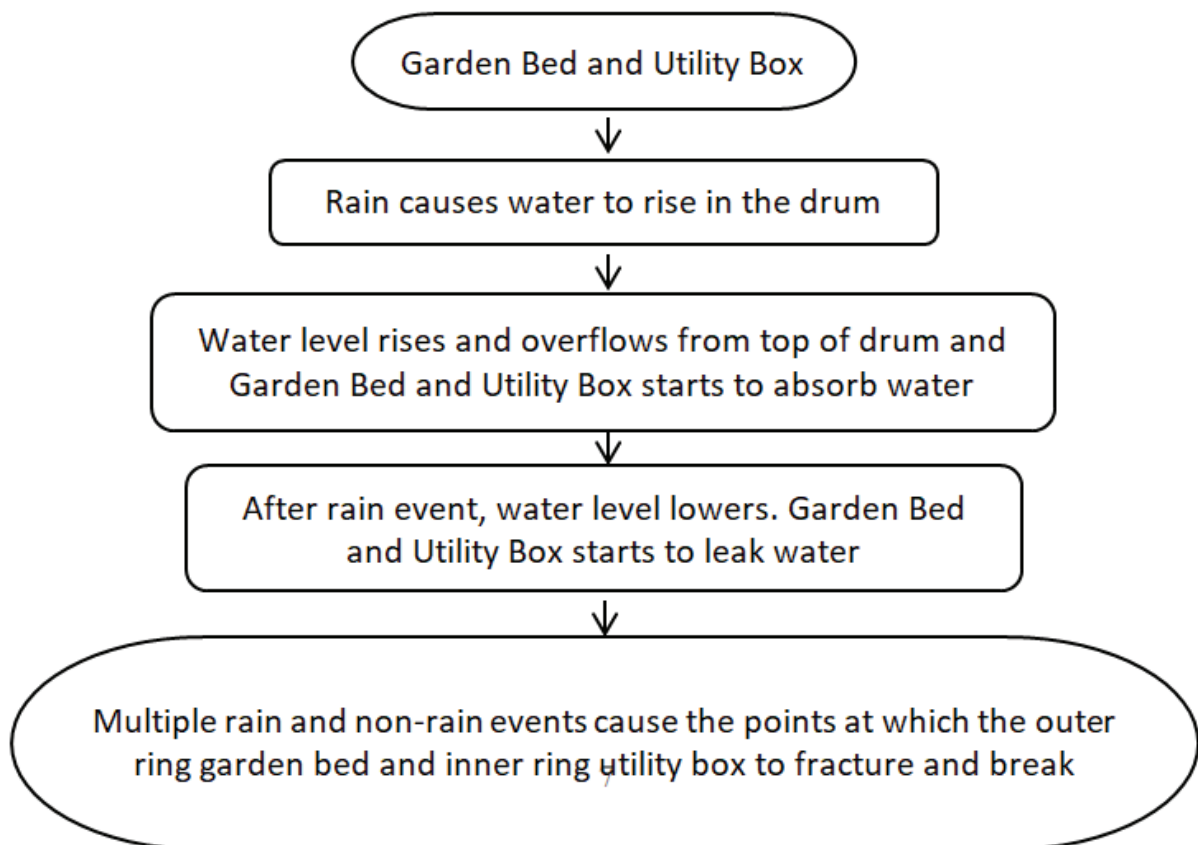 Garden Bed and Utility Box
Rain causes water to rise in the drum
Water level rises and overflows from top of drum and
Garden Bed and Utility Box starts to absorb water
After rain event, water level lowers. Garden Bed
and Utility Box starts to leak water
Multiple rain and non-rain events cause the points at which the outer
ring garden bed and inner ring utility box to fracture and break
7